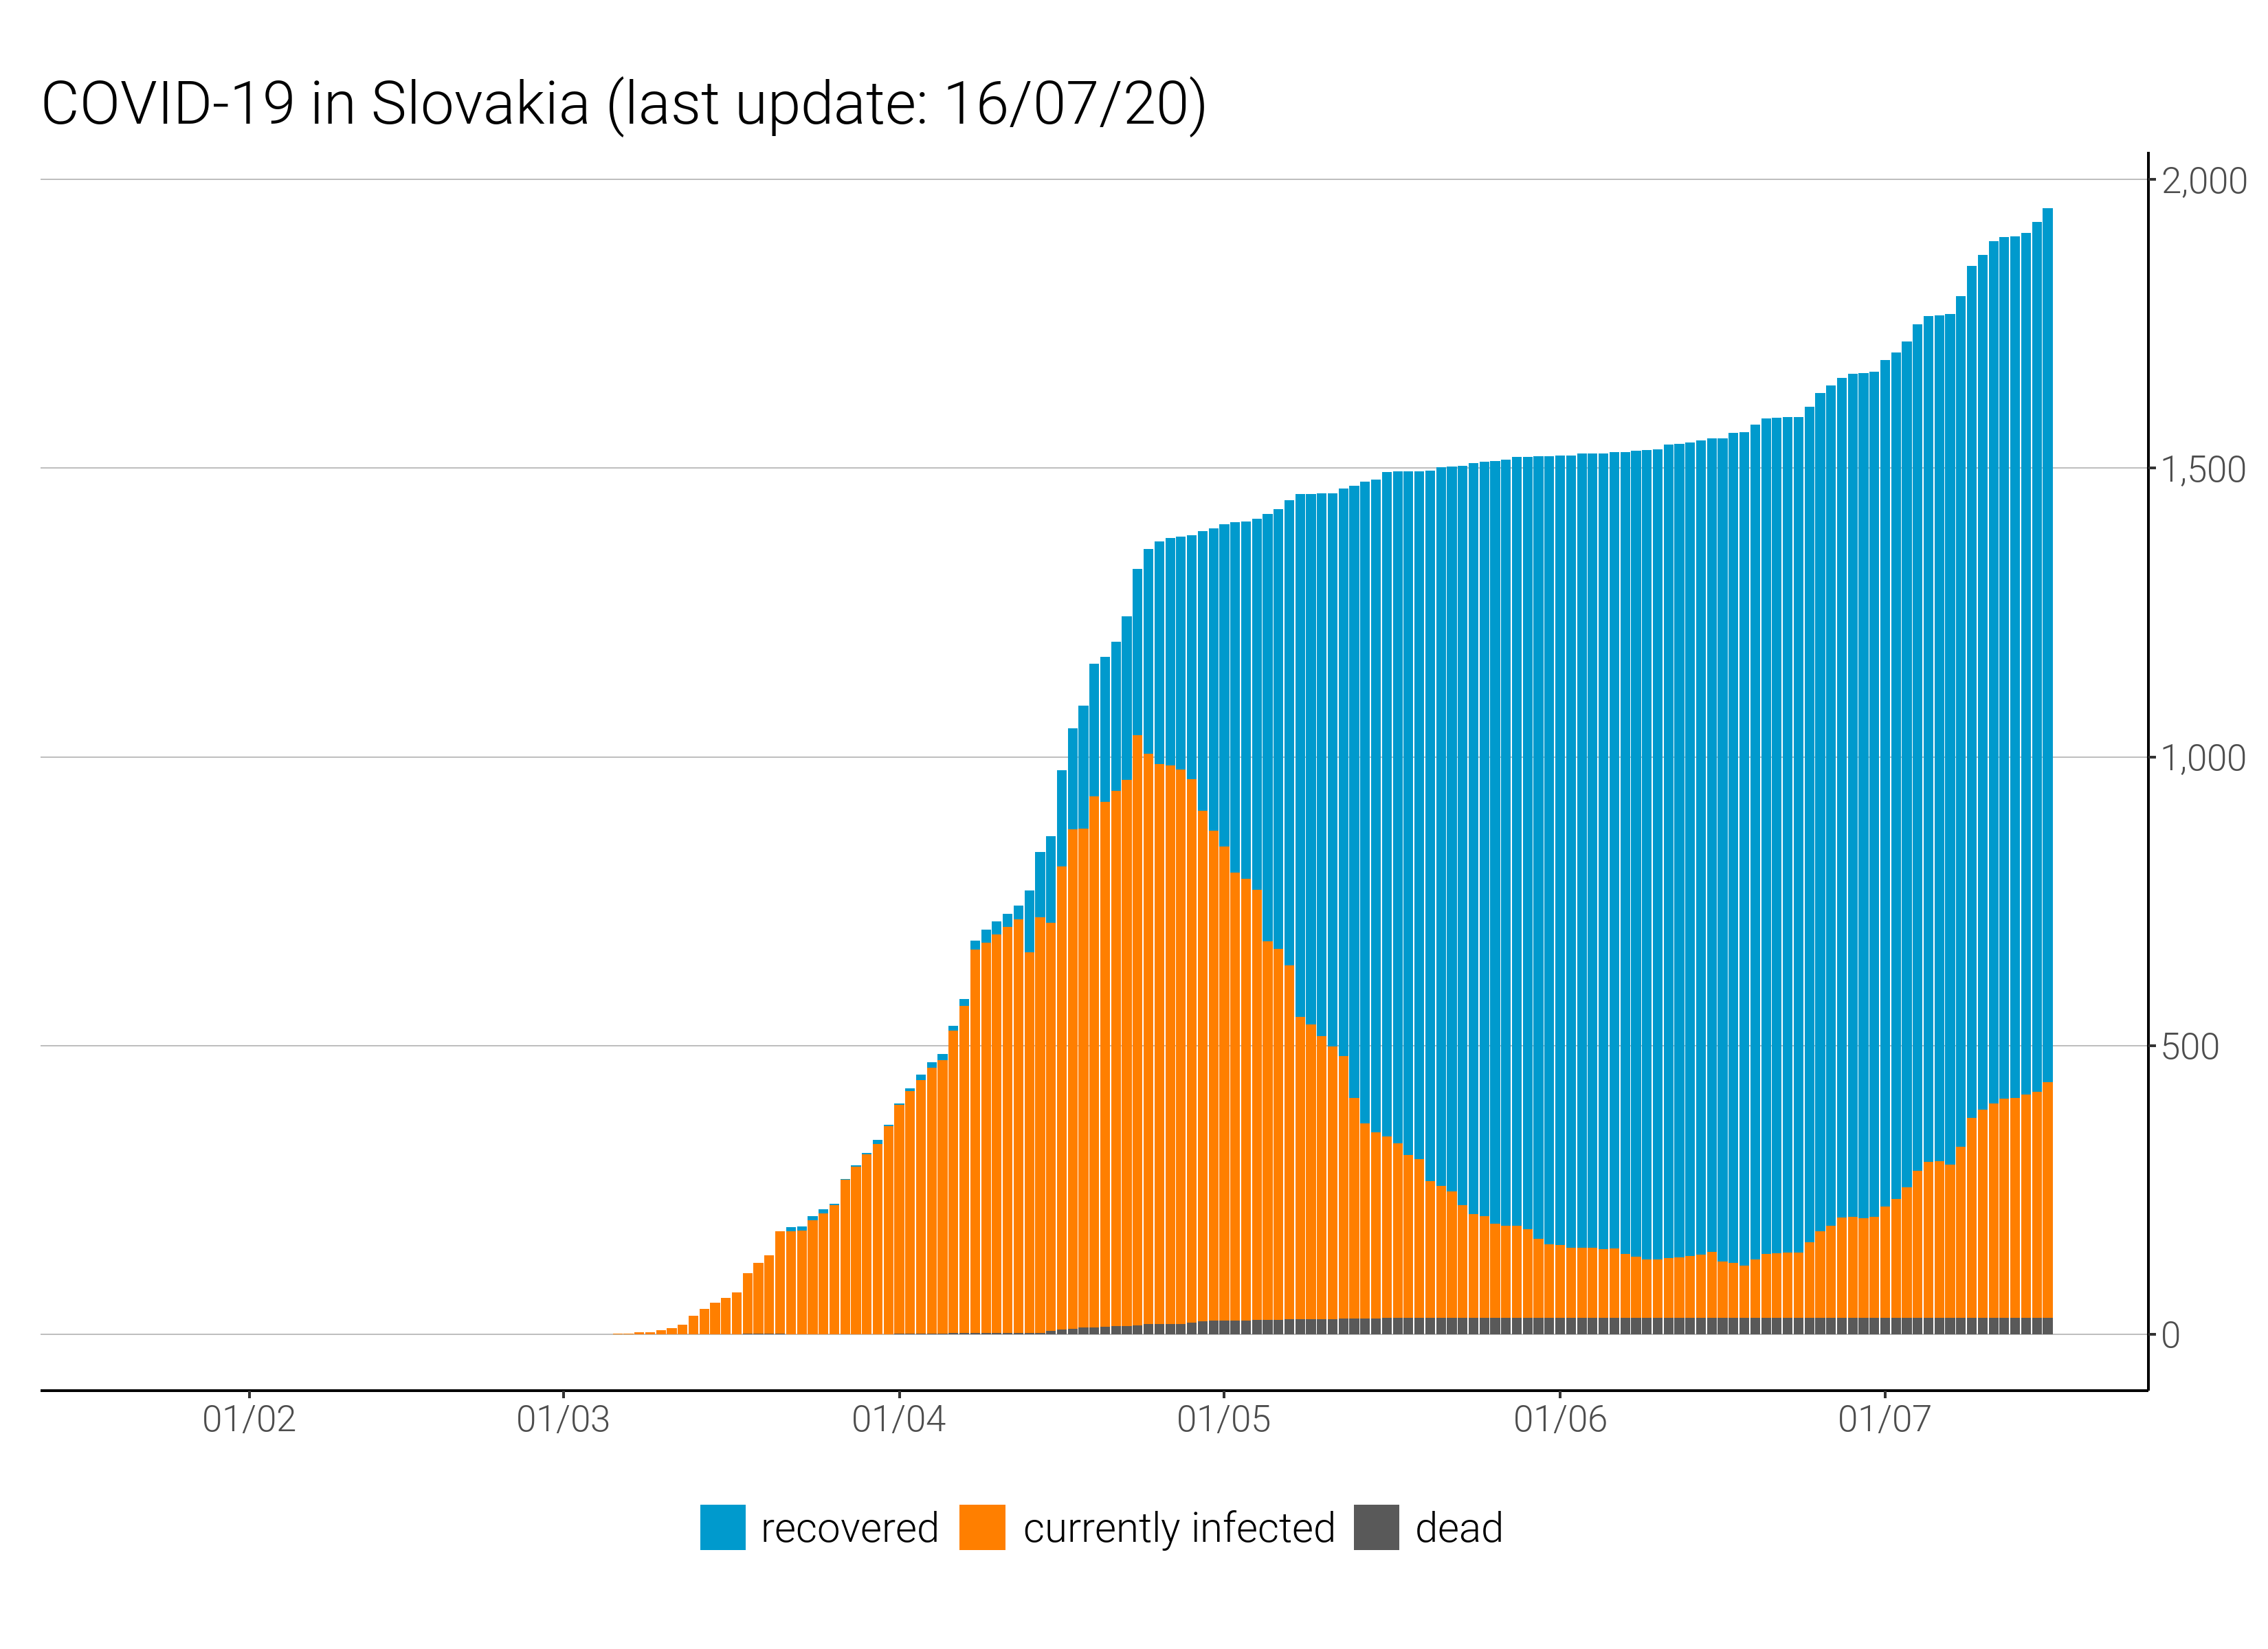 COVID-19 in Slovakia (last update: 16/07/20)
2,000
1,500
1,000
500
0
01/02 01/03 01/04 01/05 01/06 01/07
recovered currently infected dead